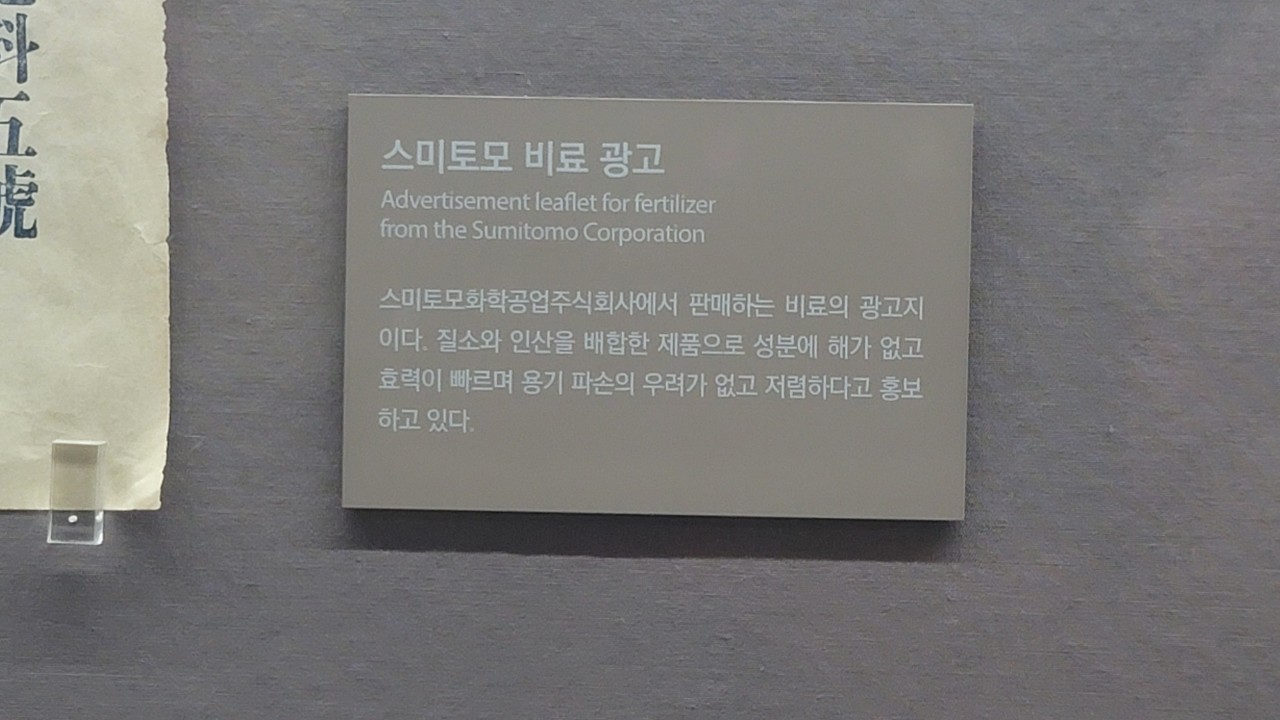 料五號
스미토모 비료 광고
Advertisement leaflet for fertilizer
from the Sumitomo Corporation
스미토모화학공업주식회사에서 판매하는 비료의 광고지
이다. 질소와 인산을 배합한 제품으로 성분에 해가 없고
효력이 빠르며 용기 파손의 우려가 없고 저렴하다고 홍보
하고 있다.